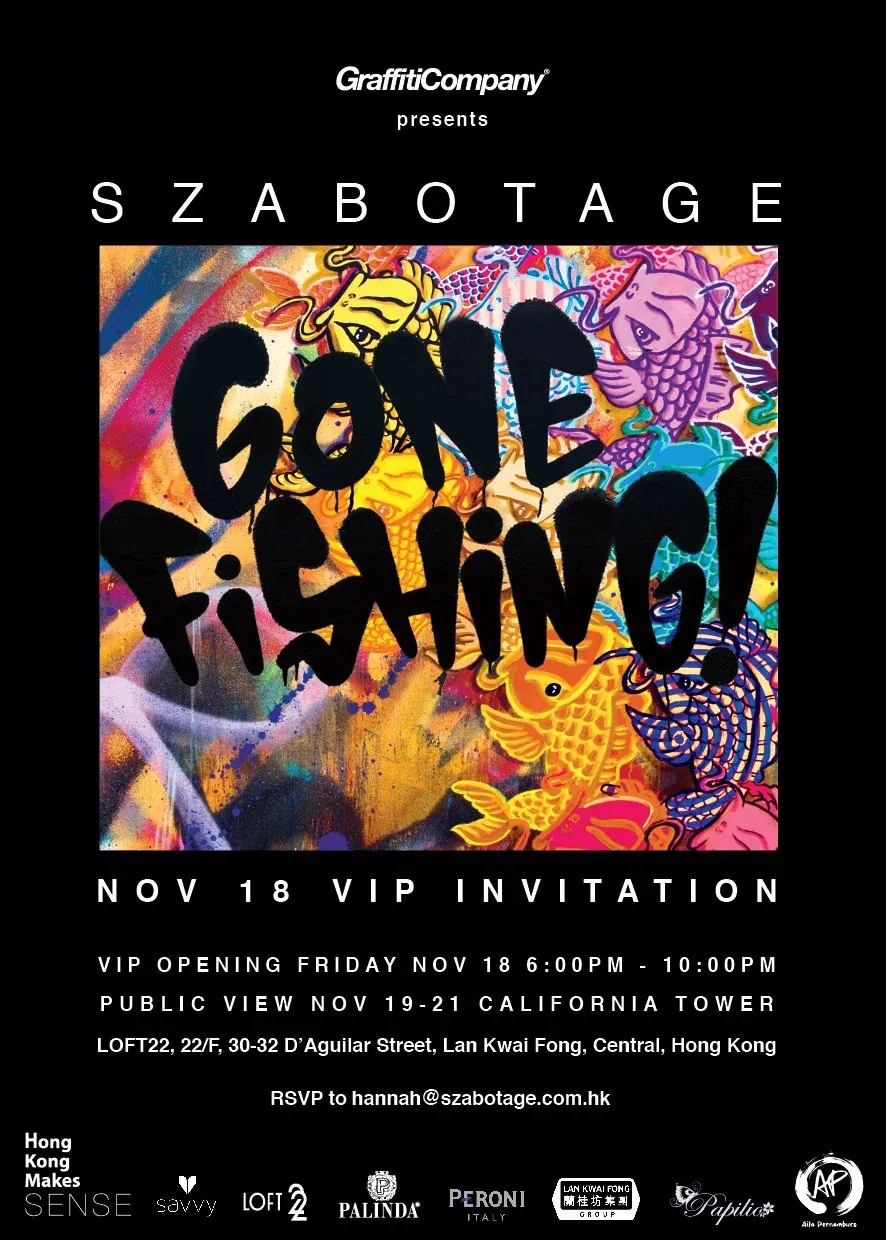 GraffitiCompany®
presents
SZABOTAGE
GONE
FiSHiNG!
NOV 18 VIP INVITATION
VIP OPENING FRIDAY NOV 18 6:00PM - 10:00PM
PUBLIC VIEW NOV 19-21 CALIFORNIA TOWER
LOFT22, 22/F, 30-32 D’Aguilar Street, Lan Kwai Fong, Central, Hong Kong
RSVP to hannah@szabotage.com.hk
Hong
Kong
Makes
SENSE
savvy
LOFT 22
P
PALINDA
PERONI
ITALY
LAN KWAI FONG
蘭桂坊集團
GROUP
Papilio
AP
Aile Pernambuco